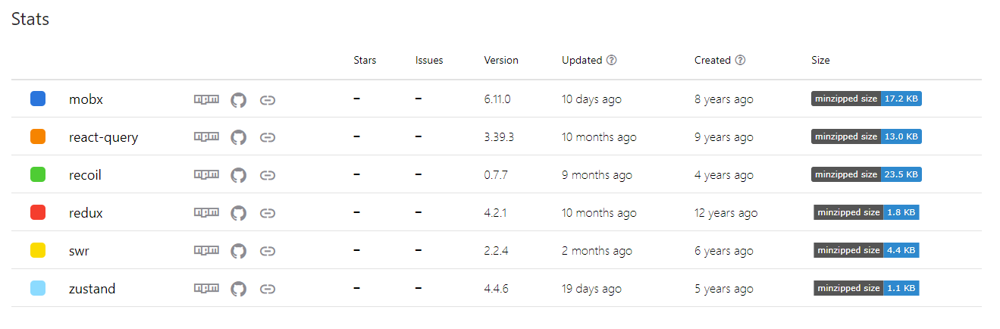 Stats
Stars Issues Version Updated ? Created ? Size
mobx npm – – 6.11.0 10 days ago 8 years ago minzipped size 17.2 KB
react-query npm – – 3.39.3 10 months ago 9 years ago minzipped size 13.0 KB
recoil npm – – 0.7.7 9 months ago 4 years ago minzipped size 23.5 KB
redux npm – – 4.2.1 10 months ago 12 years ago minzipped size 1.8 KB
swr npm – – 2.2.4 2 months ago 6 years ago minzipped size 4.4 KB
zustand npm – – 4.4.6 19 days ago 5 years ago minzipped size 1.1 KB